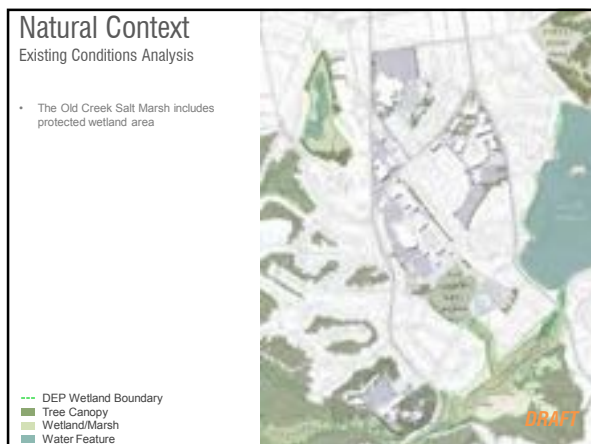 Natural Context
Existing Conditions Analysis
• The Old Creek Salt Marsh includes
protected wetland area
DEP Wetland Boundary
Tree Canopy
Wetland/Marsh
Water Feature
DRAFT